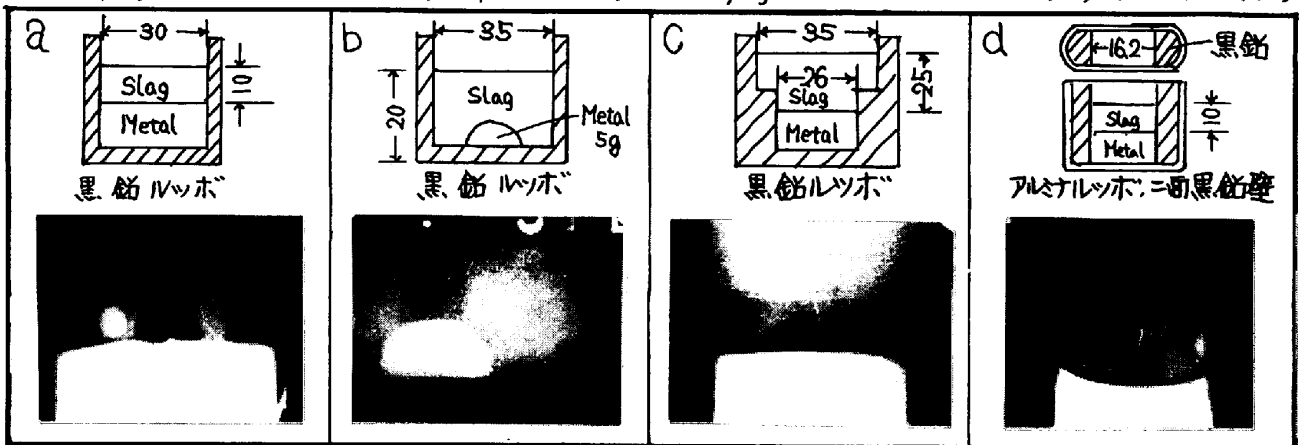 a
30
Slag
10
Metal
黒鉛ルツボ
b
35
Slag
20
Metal
5g
黒鉛ルツボ
c
35
26
Slag
25
Metal
黒鉛ルツボ
d
16.2
黒鉛
Slag
10
Metal
アルミナルツボ、二面黒鉛壁